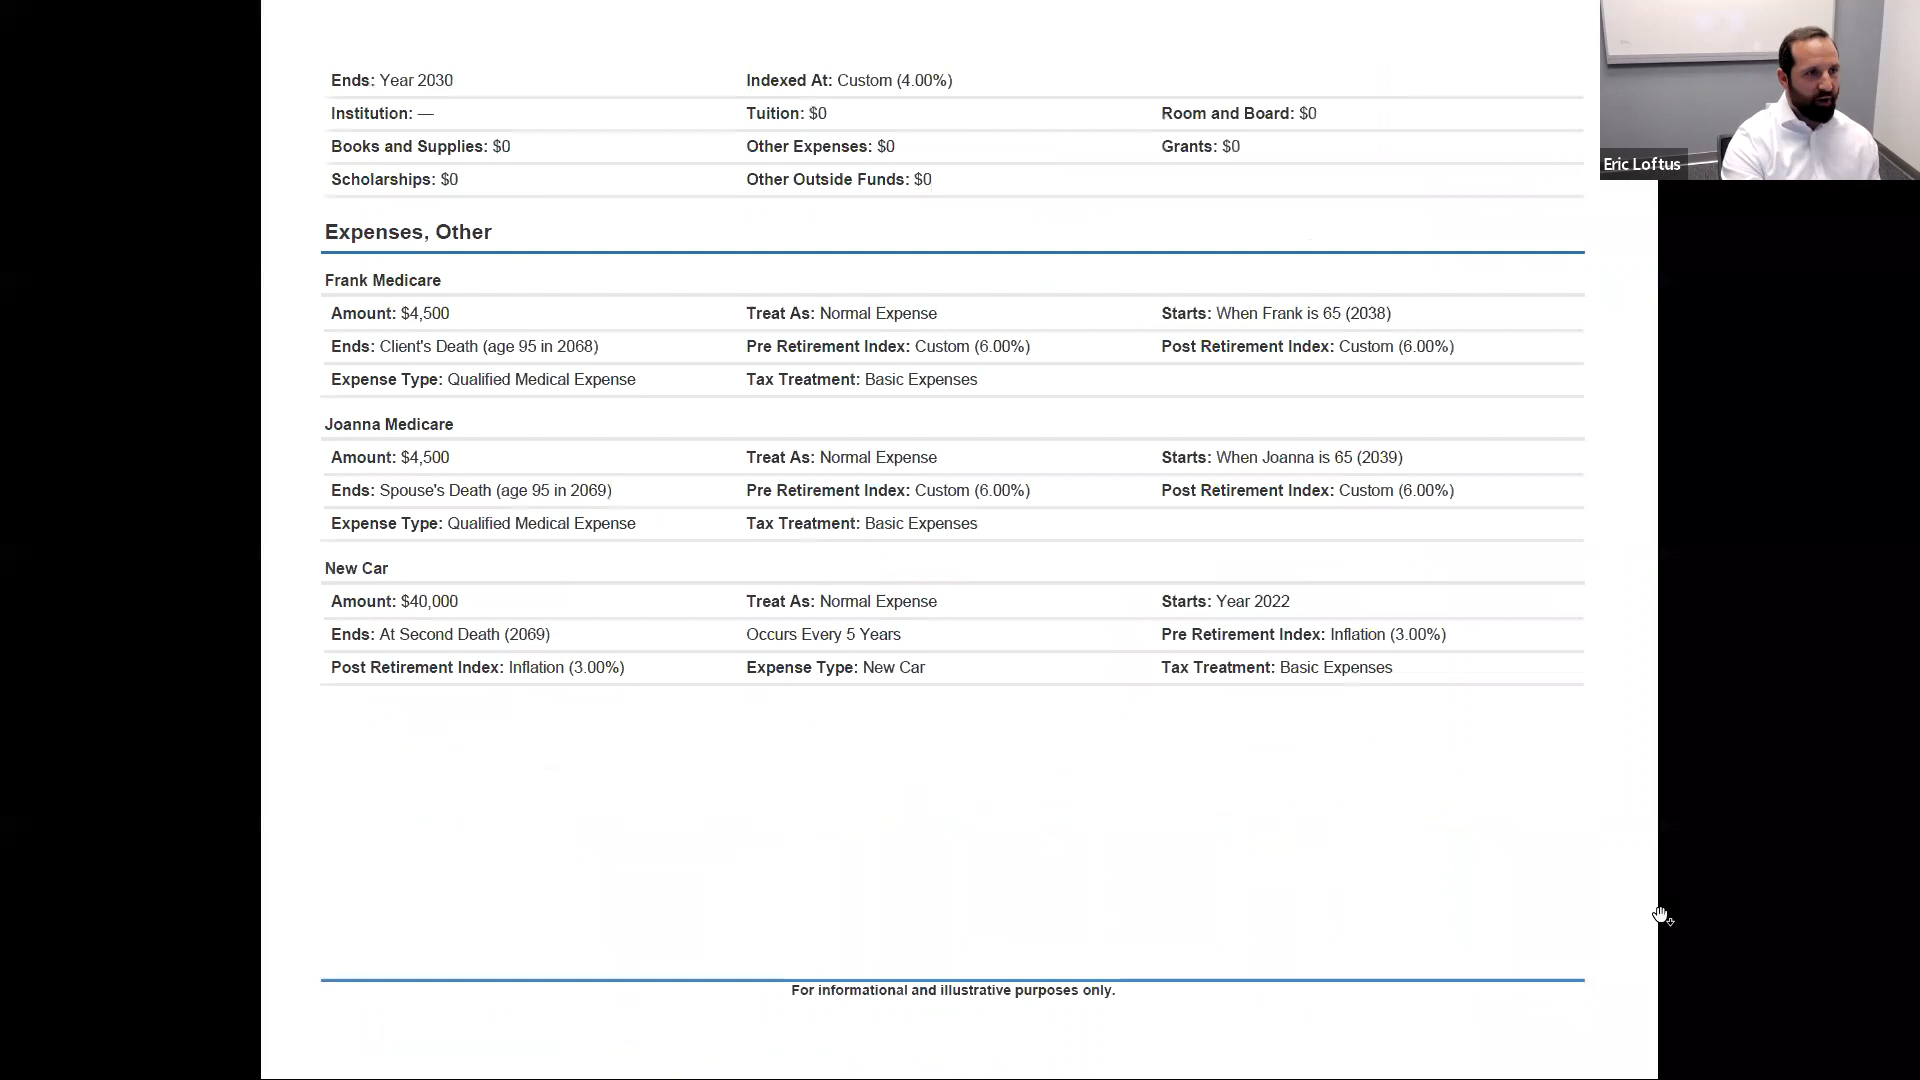 Ends: Year 2030 Indexed At: Custom (4.00%)
Institution: — Tuition: $0 Room and Board: $0
Books and Supplies: $0 Other Expenses: $0 Grants: $0
Scholarships: $0 Other Outside Funds: $0
Eric Loftus
Expenses, Other
Frank Medicare
Amount: $4,500 Treat As: Normal Expense Starts: When Frank is 65 (2038)
Ends: Client's Death (age 95 in 2068) Pre Retirement Index: Custom (6.00%) Post Retirement Index: Custom (6.00%)
Expense Type: Qualified Medical Expense Tax Treatment: Basic Expenses
Joanna Medicare
Amount: $4,500 Treat As: Normal Expense Starts: When Joanna is 65 (2039)
Ends: Spouse's Death (age 95 in 2069) Pre Retirement Index: Custom (6.00%) Post Retirement Index: Custom (6.00%)
Expense Type: Qualified Medical Expense Tax Treatment: Basic Expenses
New Car
Amount: $40,000 Treat As: Normal Expense Starts: Year 2022
Ends: At Second Death (2069) Occurs Every 5 Years Pre Retirement Index: Inflation (3.00%)
Post Retirement Index: Inflation (3.00%) Expense Type: New Car Tax Treatment: Basic Expenses
For informational and illustrative purposes only.